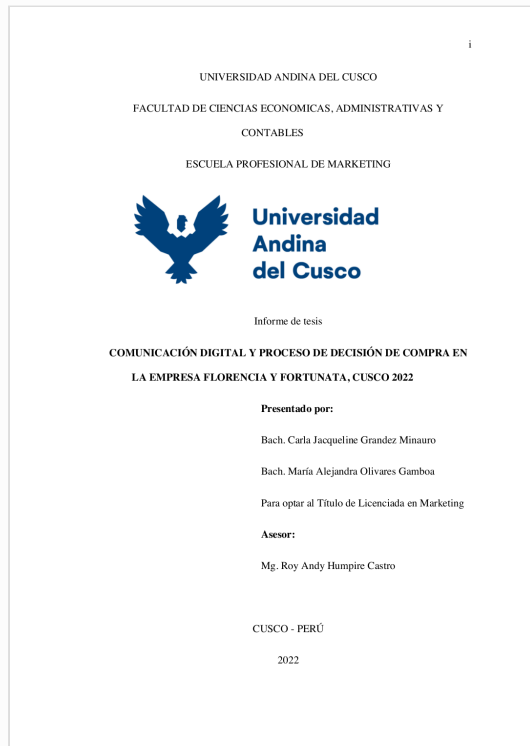 i
UNIVERSIDAD ANDINA DEL CUSCO
FACULTAD DE CIENCIAS ECONOMICAS, ADMINISTRATIVAS Y
CONTABLES
ESCUELA PROFESIONAL DE MARKETING
Universidad
Andina
del Cusco
Informe de tesis
COMUNICACIÓN DIGITAL Y PROCESO DE DECISIÓN DE COMPRA EN
LA EMPRESA FLORENCIA Y FORTUNATA, CUSCO 2022
Presentado por:
Bach. Carla Jacqueline Grandez Minauro
Bach. María Alejandra Olivares Gamboa
Para optar al Título de Licenciada en Marketing
Asesor:
Mg. Roy Andy Humpire Castro
CUSCO - PERÚ
2022